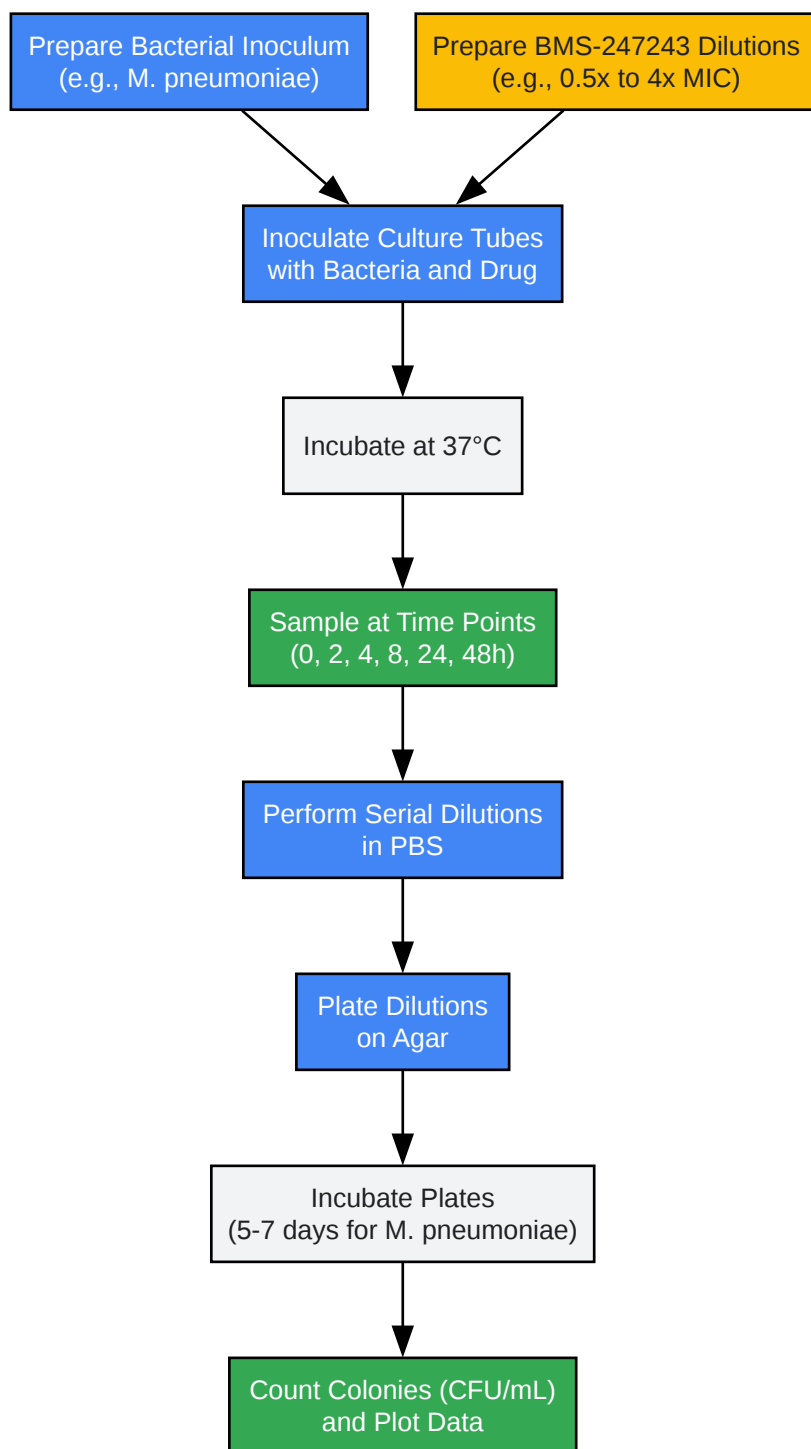 Prepare Bacterial Inoculum
(e.g., M. pneumoniae)
Prepare BMS-247243 Dilutions
(e.g., 0.5x to 4x MIC)
Inoculate Culture Tubes
with Bacteria and Drug
Incubate at 37°C
Sample at Time Points
(0, 2, 4, 8, 24, 48h)
Perform Serial Dilutions
in PBS
Plate Dilutions
on Agar
Incubate Plates
(5-7 days for M. pneumoniae)
Count Colonies (CFU/mL)
and Plot Data